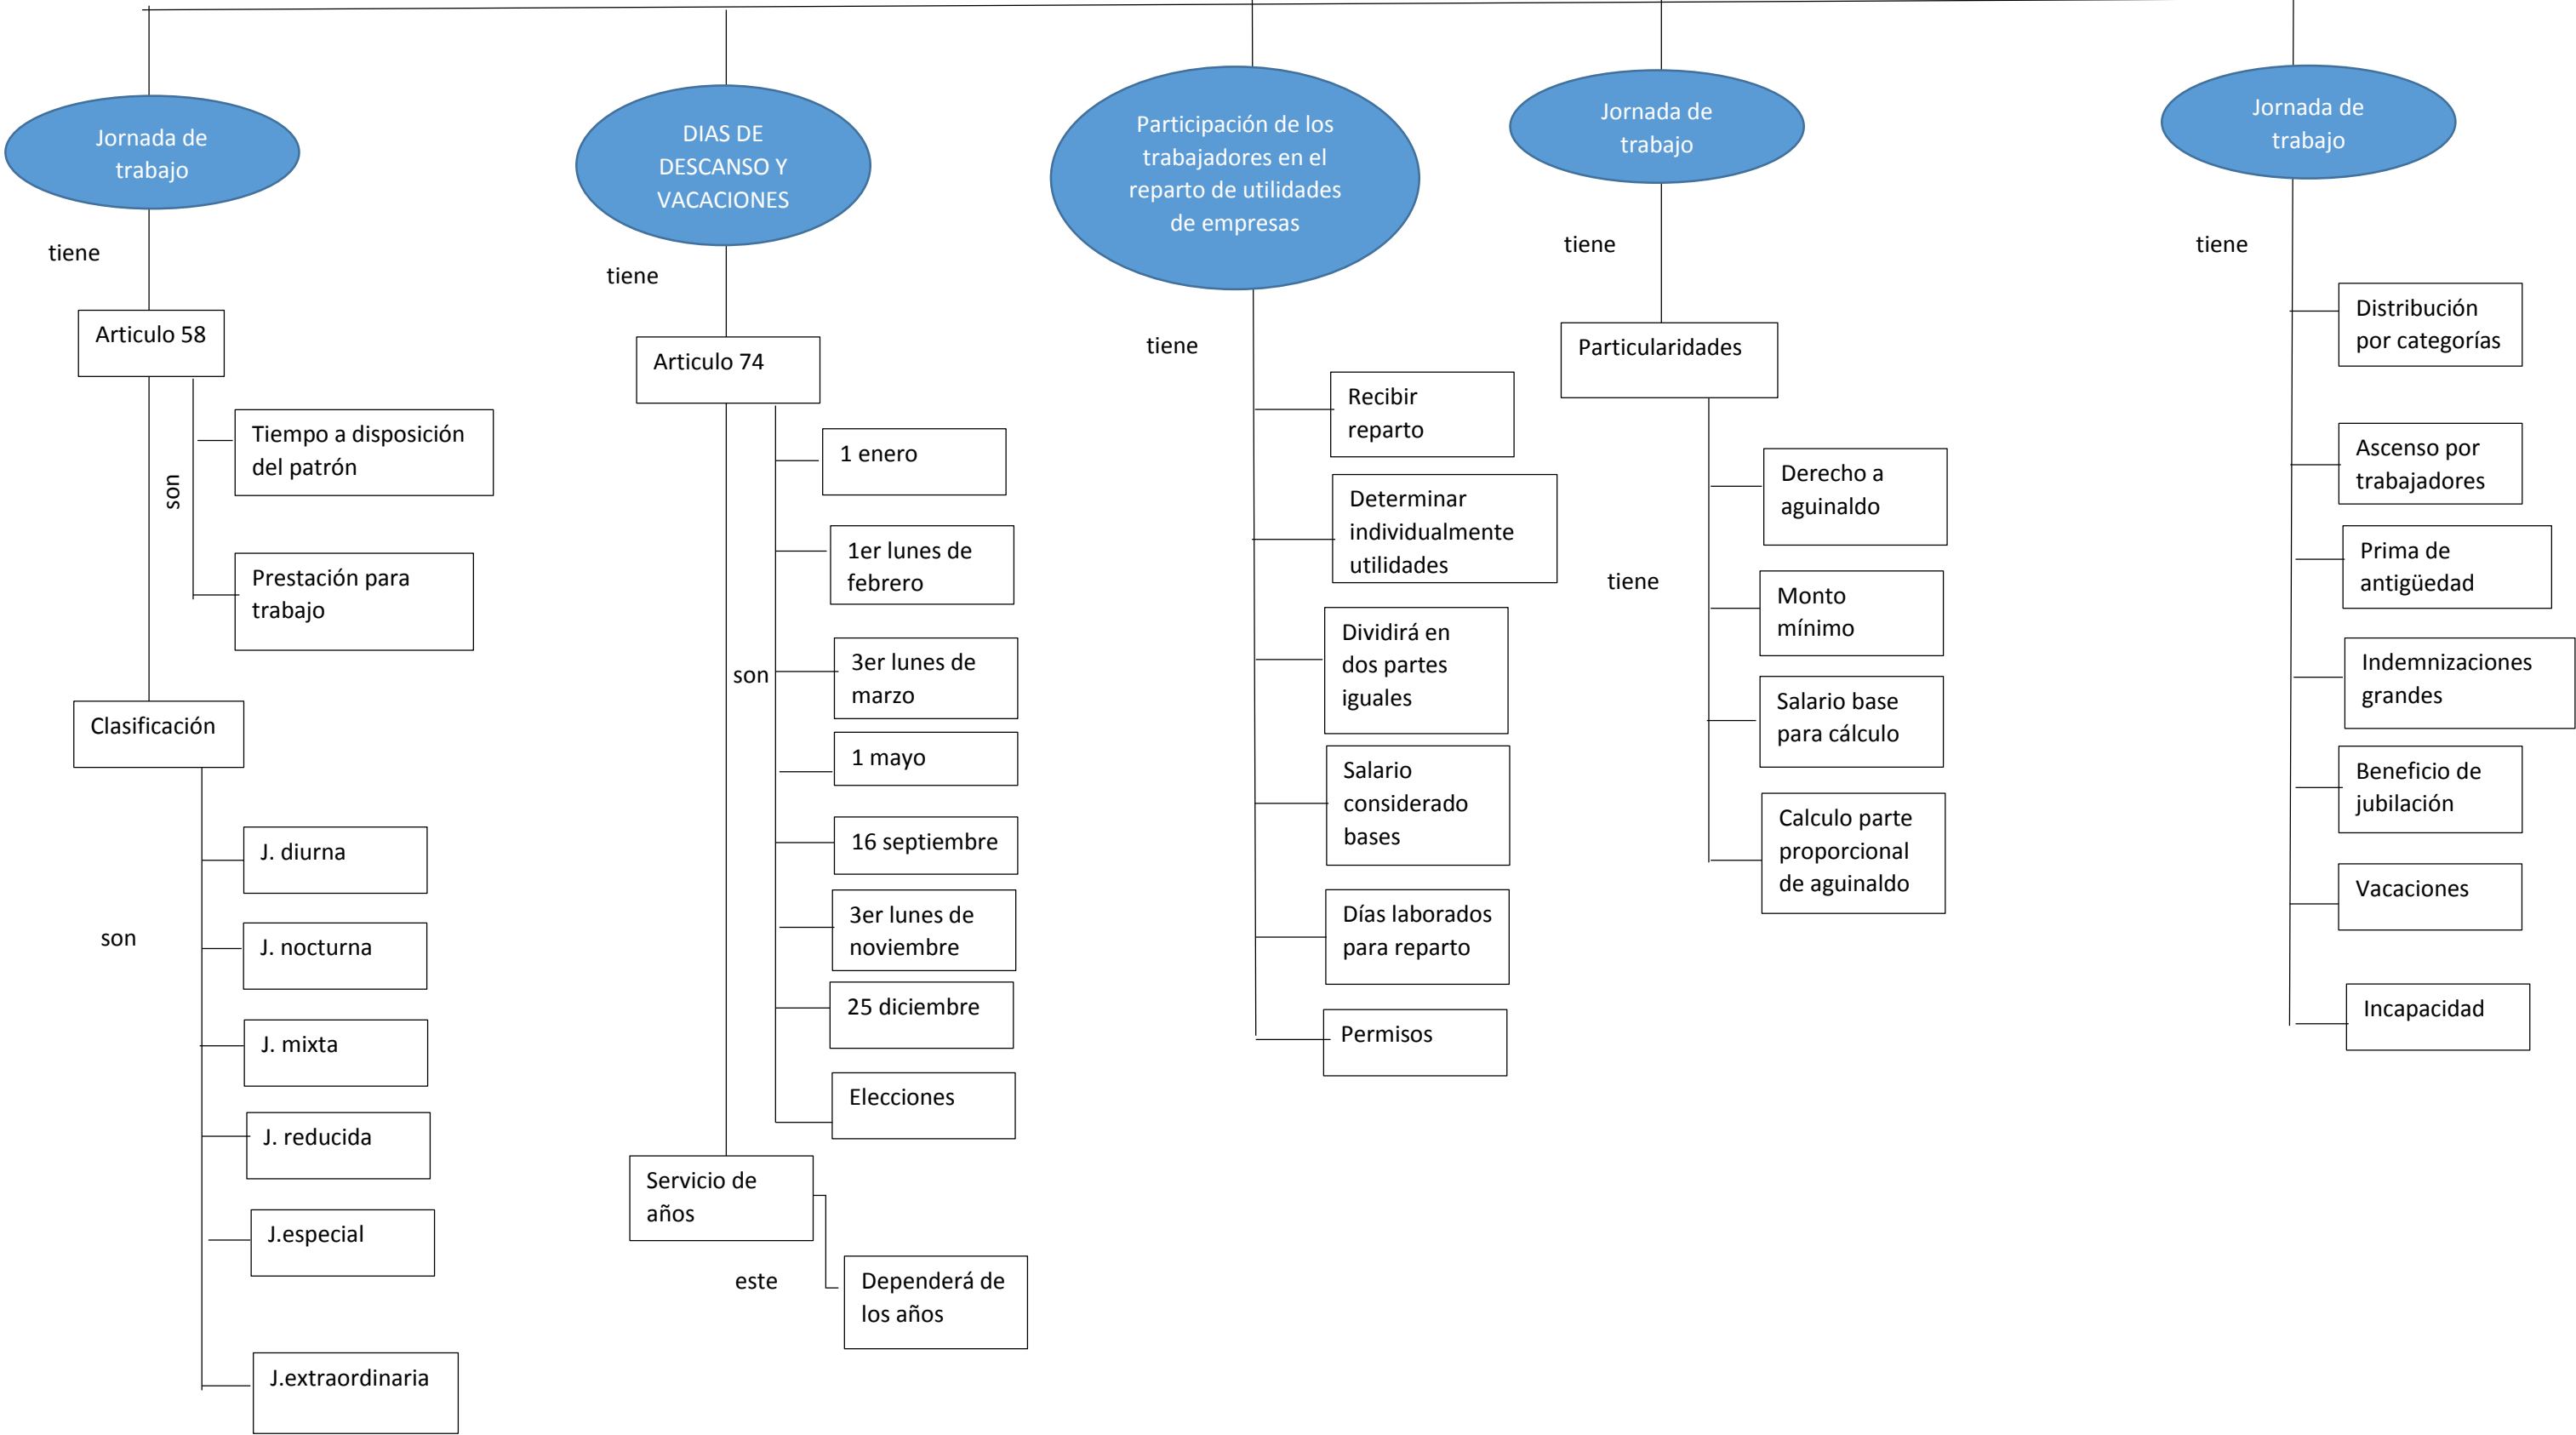 Jornada de
trabajo
tiene
Articulo 58
son
Tiempo a disposición
del patrón
Prestación para
trabajo
Clasificación
son
J. diurna
J. nocturna
J. mixta
J. reducida
J.especial
J.extraordinaria
DIAS DE
DESCANSO Y
VACACIONES
tiene
Articulo 74
son
1 enero
1er lunes de
febrero
3er lunes de
marzo
1 mayo
16 septiembre
3er lunes de
noviembre
25 diciembre
Elecciones
Servicio de
años
este
Dependerá de
los años
Participación de los
trabajadores en el
reparto de utilidades
de empresas
tiene
Recibir
reparto
Determinar
individualmente
utilidades
Dividirá en
dos partes
iguales
Salario
considerado
bases
Días laborados
para reparto
Permisos
Jornada de
trabajo
tiene
Particularidades
tiene
Derecho a
aguinaldo
Monto
mínimo
Salario base
para cálculo
Calculo parte
proporcional
de aguinaldo
Jornada de
trabajo
tiene
Distribución
por categorías
Ascenso por
trabajadores
Prima de
antigüedad
Indemnizaciones
grandes
Beneficio de
jubilación
Vacaciones
Incapacidad